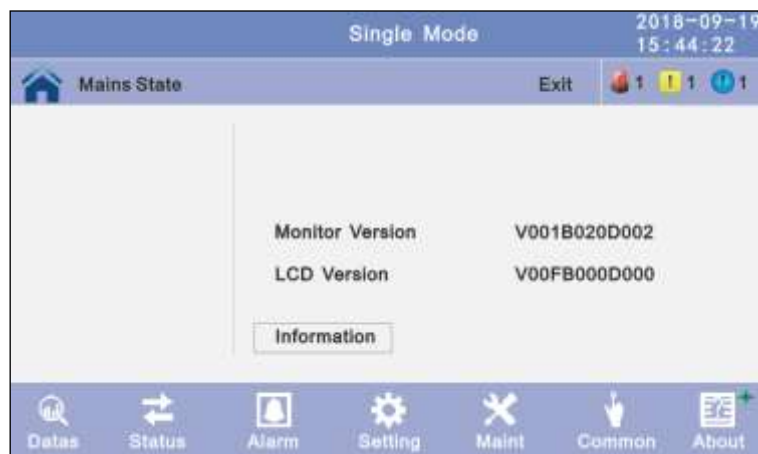 Single Mode
2018-09-19
15:44:22
Mains State Exit 1 1 1
Monitor Version V001B020D002
LCD Version V00FB000D000
Information
Datas Status Alarm Setting Maint Common About